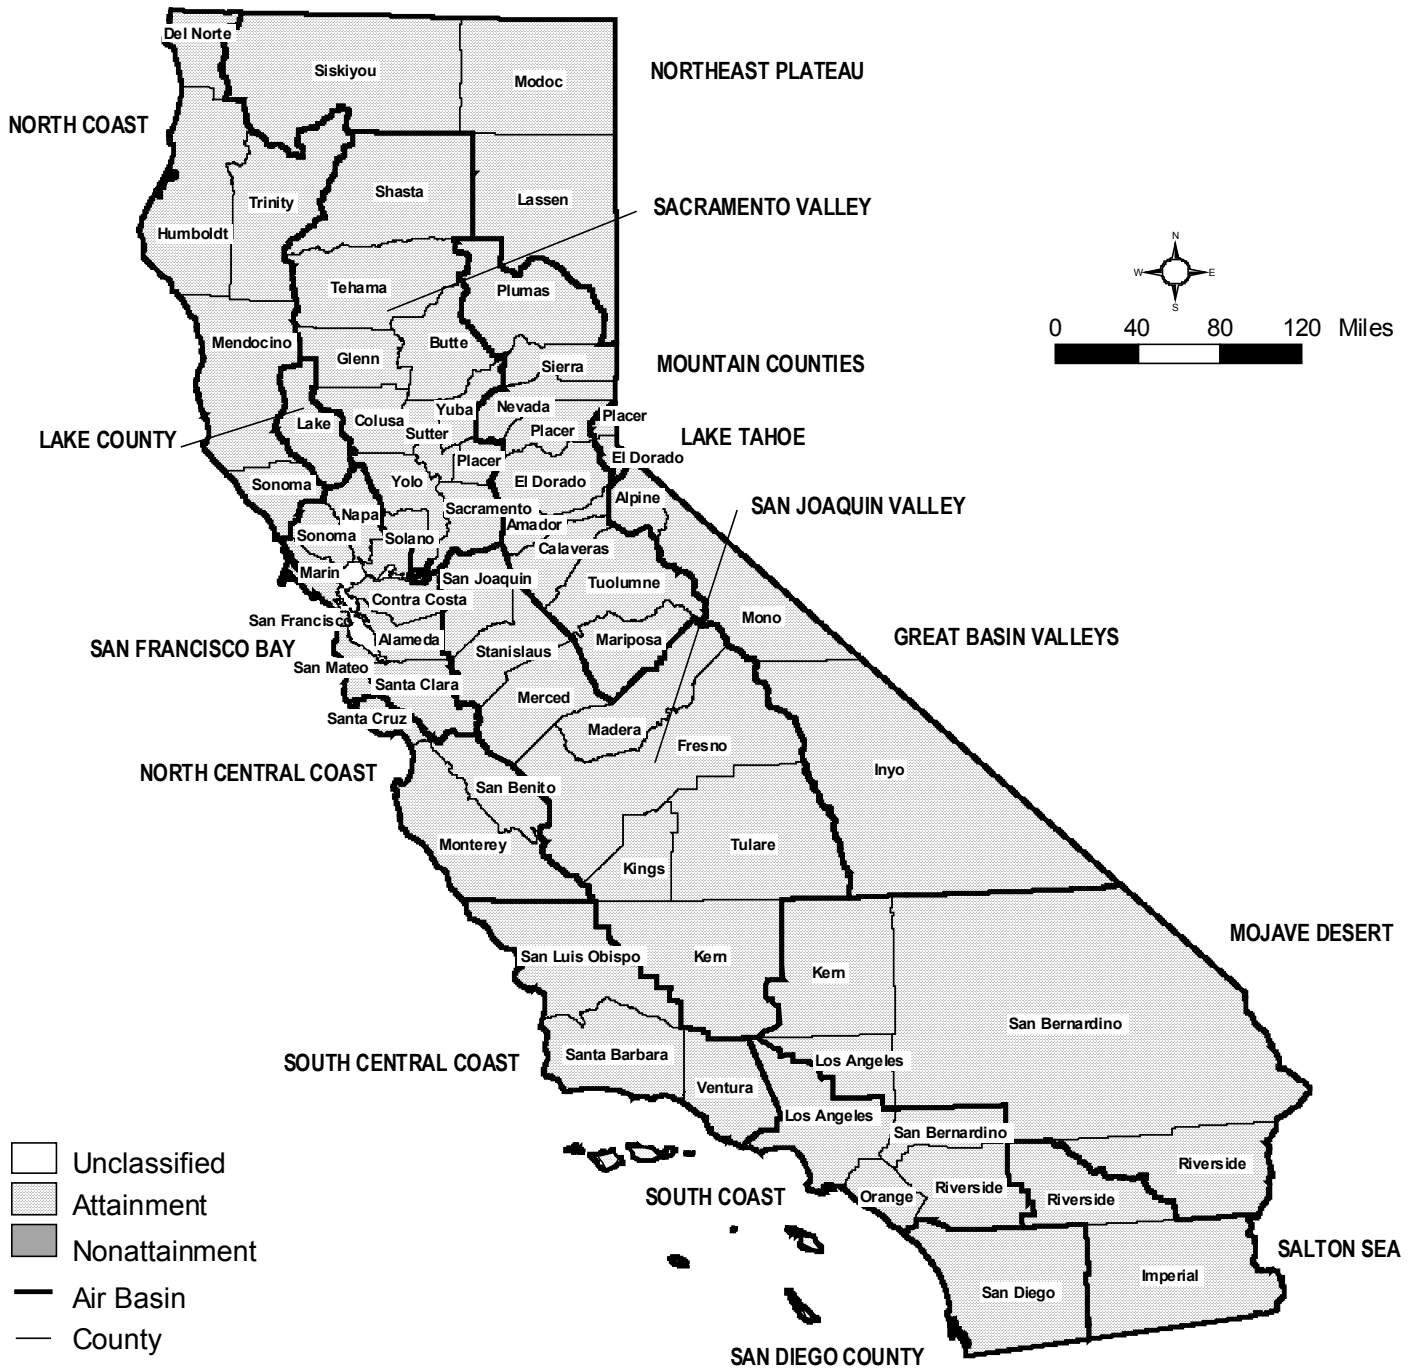 Del Norte
Siskiyou
Modoc
NORTHEAST PLATEAU
NORTH COAST
Shasta
Trinity
Lassen
SACRAMENTO VALLEY
Humboldt
N
W
E
S
Tehama
Plumas
0 40 80 120 Miles
Mendocino
Butte
Glenn
Sierra
MOUNTAIN COUNTIES
Yuba
Nevada
Placer
Lake
Colusa
Sutter
Placer
LAKE COUNTY
LAKE TAHOE
Placer
El Dorado
Sonoma
Yolo
El Dorado
Alpine
Napa
Sacramento
SAN JOAQUIN VALLEY
Amador
Sonoma
Solano
Calaveras
Marin
San Joaquin
Tuolumne
Contra Costa
San Francisco
Mono
Alameda
Mariposa
GREAT BASIN VALLEYS
SAN FRANCISCO BAY
Stanislaus
San Mateo
Santa Clara
Merced
Santa Cruz
Madera
Fresno
NORTH CENTRAL COAST
Inyo
San Benito
Monterey
Tulare
Kings
MOJAVE DESERT
San Luis Obispo
Kern
Kern
San Bernardino
SOUTH CENTRAL COAST
Santa Barbara
Los Angeles
Ventura
Los Angeles
San Bernardino
Unclassified
Riverside
Attainment
SOUTH COAST
Orange
Riverside
Riverside
Nonattainment
SALTON SEA
Imperial
San Diego
Air Basin
County
SAN DIEGO COUNTY